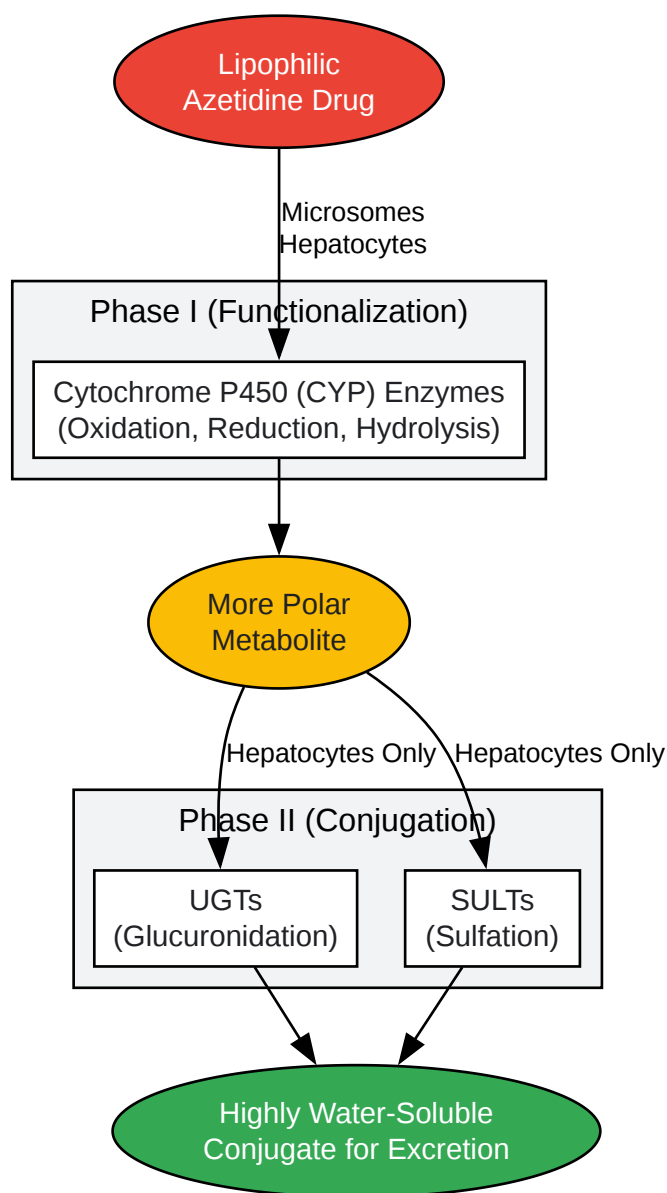 Lipophilic
Azetidine Drug
Microsomes
Hepatocytes
Phase I (Functionalization)
Cytochrome P450 (CYP) Enzymes
(Oxidation, Reduction, Hydrolysis)
More Polar
Metabolite
Hepatocytes Only
Hepatocytes Only
Phase II (Conjugation)
UGTs
(Glucuronidation)
SULTs
(Sulfation)
Highly Water-Soluble
Conjugate for Excretion